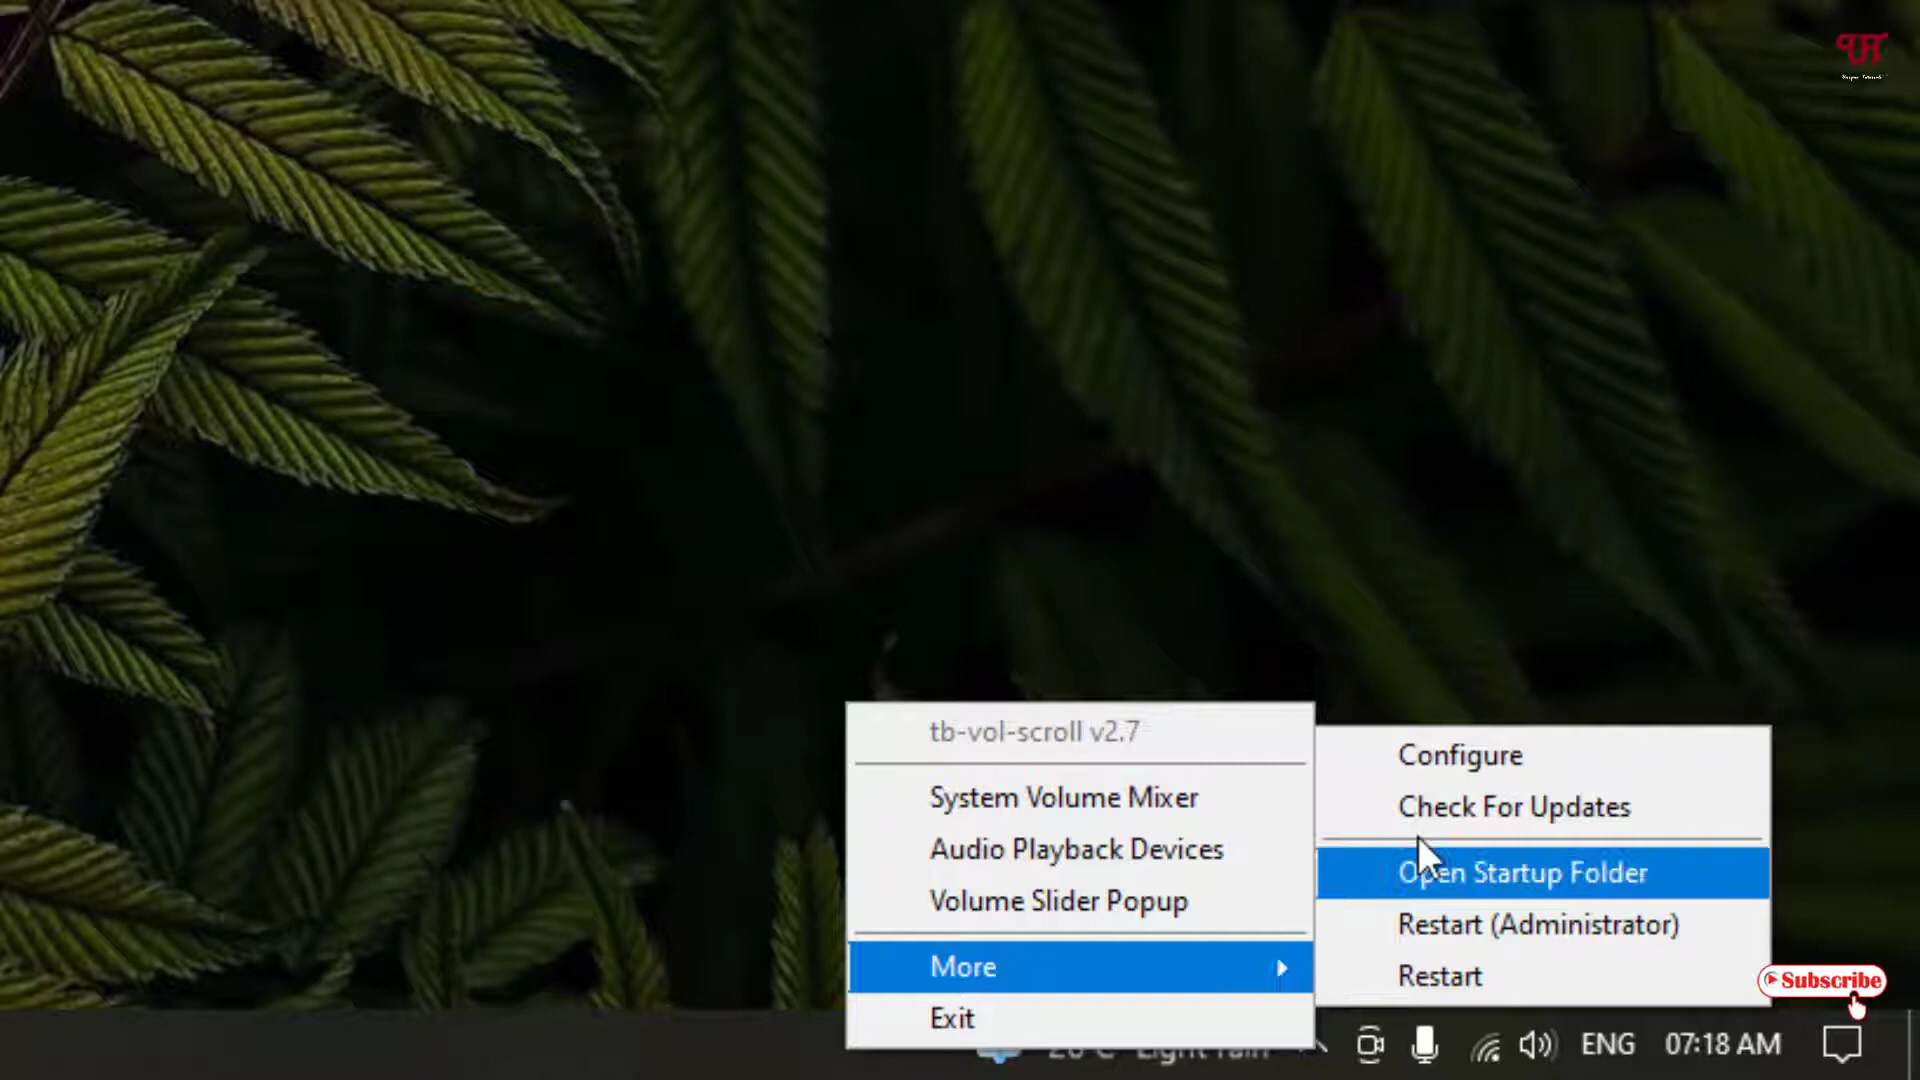 tb-vol-scroll v2.7
System Volume Mixer
Audio Playback Devices
Volume Slider Popup
More
Exit
Configure
Check For Updates
Open Startup Folder
Restart (Administrator)
Restart
Subscribe
ENG
07:18 AM